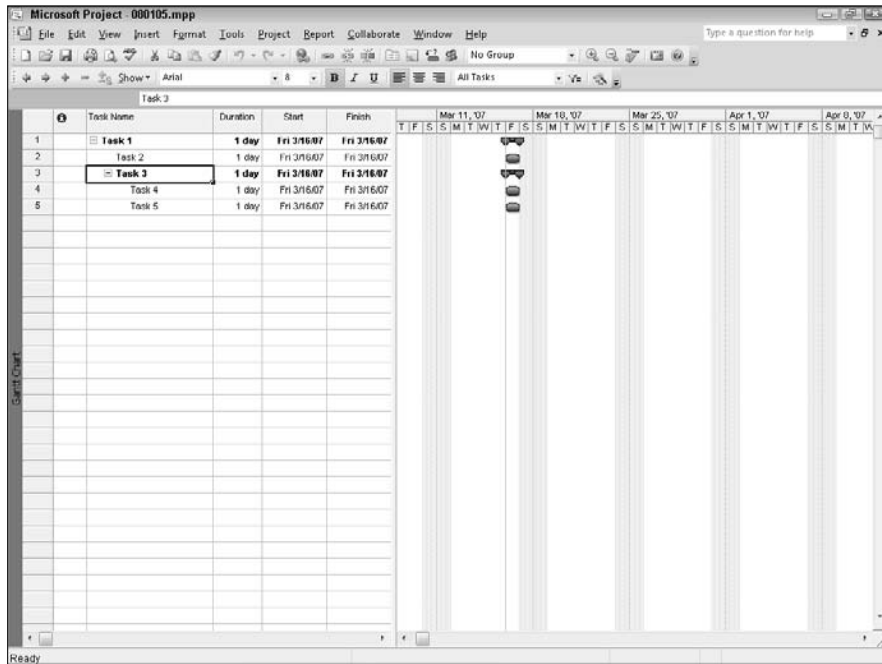 Microsoft Project - 000105.mpp
File Edit View Insert Format Tools Project Report Collaborate Window Help
Type a question for help
No Group
Show Arial 8 B I U All Tasks
Task 3
Task Name Duration Start Finish
Mar 11, '07 Mar 18, '07 Mar 25, '07 Apr 1, '07 Apr 8, '07
T F S S M T W T F S S M T W T F S S M T W T F S S M T W T F S S M T W
1 Task 1 1 day Fri 3/16/07 Fri 3/16/07
2 Task 2 1 day Fri 3/16/07 Fri 3/16/07
3 Task 3 1 day Fri 3/16/07 Fri 3/16/07
4 Task 4 1 day Fri 3/16/07 Fri 3/16/07
5 Task 5 1 day Fri 3/16/07 Fri 3/16/07
Gantt Chart
Ready